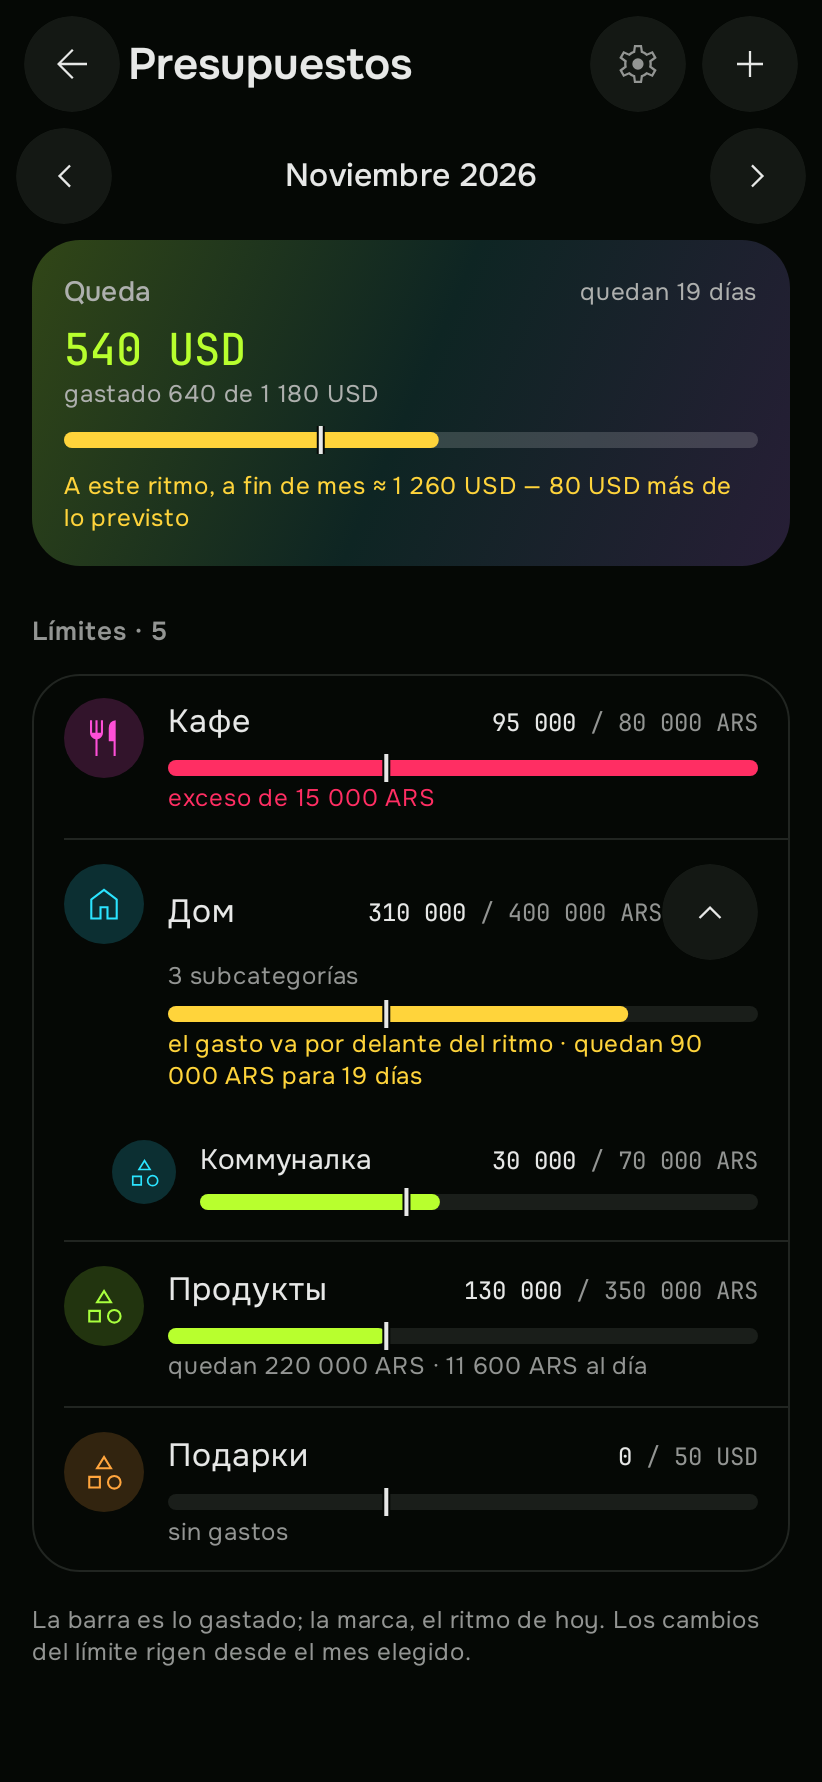 Presupuestos
Noviembre 2026
Queda
quedan 19 días
540 USD
gastado 640 de 1 180 USD
A este ritmo, a fin de mes ≈ 1 260 USD — 80 USD más de
lo previsto
Límites · 5
Кафе
95 000 / 80 000 ARS
exceso de 15 000 ARS
Дом
310 000 / 400 000 ARS
3 subcategorías
el gasto va por delante del ritmo · quedan 90
000 ARS para 19 días
Коммуналка
30 000 / 70 000 ARS
Продукты
130 000 / 350 000 ARS
quedan 220 000 ARS · 11 600 ARS al día
Подарки
0 / 50 USD
sin gastos
La barra es lo gastado; la marca, el ritmo de hoy. Los cambios
del límite rigen desde el mes elegido.